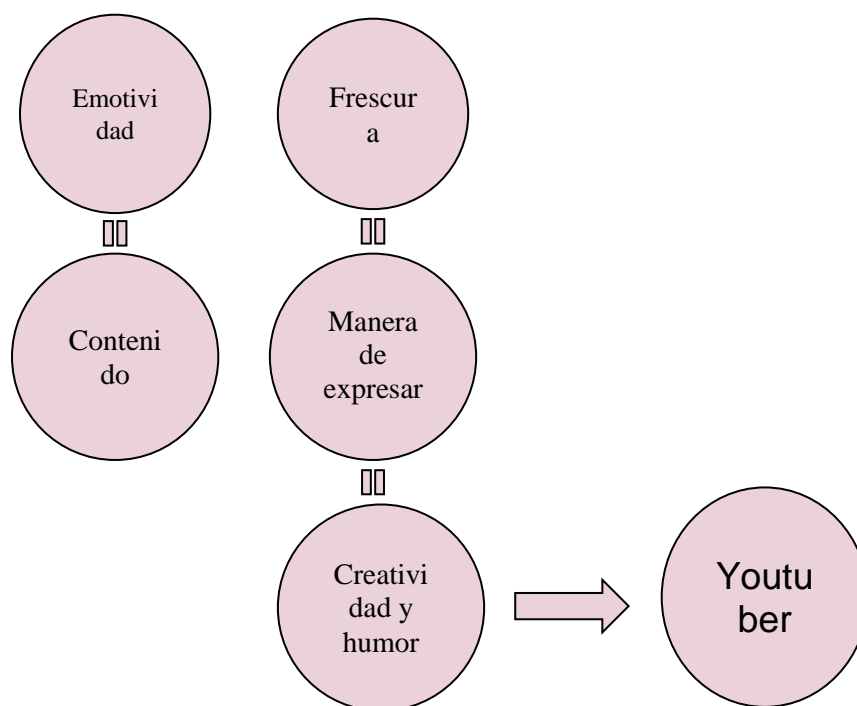 Emotivi
dad
Frescur
a
Conteni
do
Manera
de
expresar
Creativi
dad y
humor
Youtu
ber